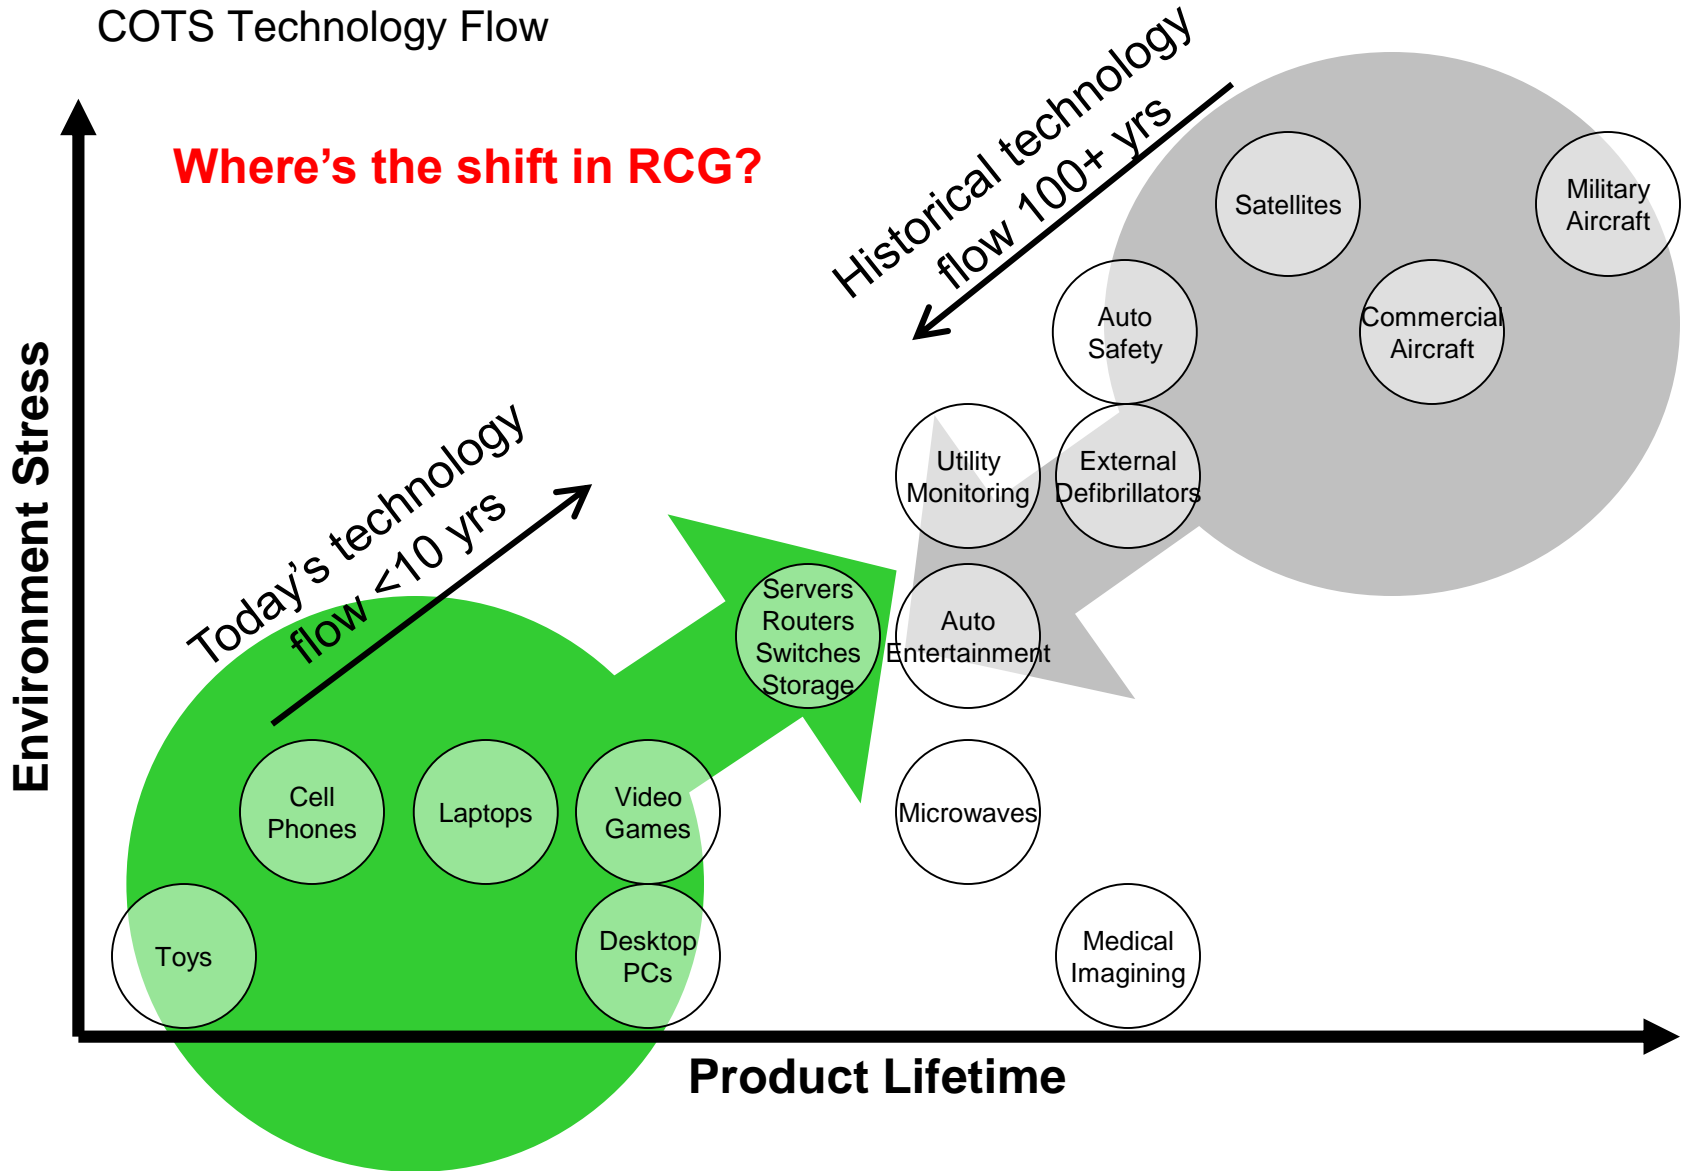 COTS Technology Flow
Where’s the shift in RCG?
Historical technology
flow 100+ yrs
Satellites
Military
Aircraft
Auto
Safety
Commercial
Aircraft
Today’s technology
flow <10 yrs
Utility
Monitoring
External
Defibrillators
Servers
Routers
Switches
Storage
Auto
Entertainment
Cell
Phones
Laptops
Video
Games
Microwaves
Toys
Desktop
PCs
Medical
Imagining
Environment Stress
Product Lifetime